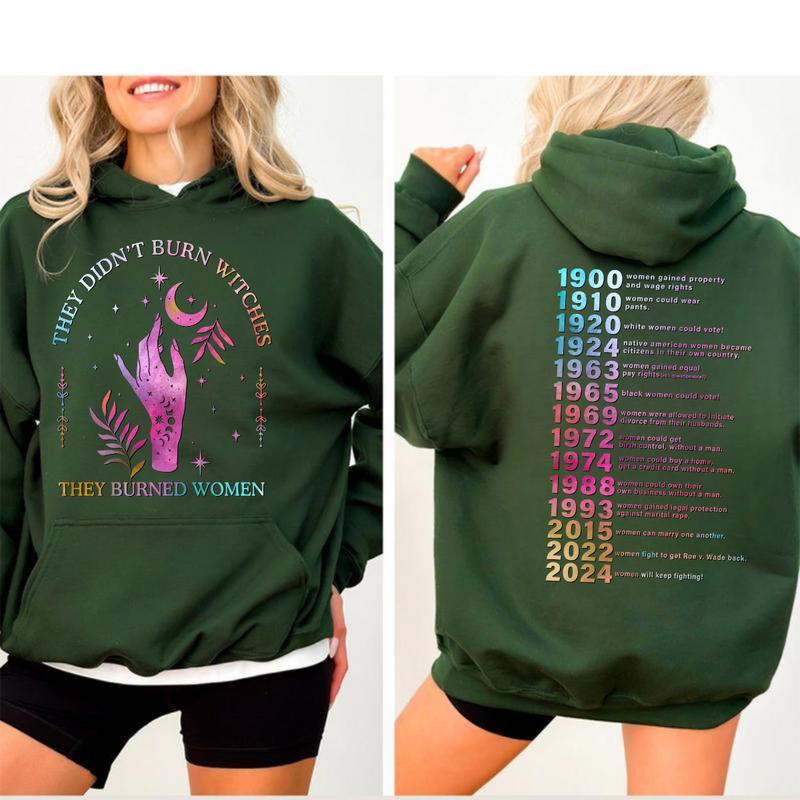 THEY DIDN'T BURN WITCHES
THEY BURNED WOMEN
1900 women gained property
and wage rights
1910 women could wear
pants.
1920 white women could vote!
1924 native american women became
citizens in their own country.
1963 women gained equal
pay rights
1965 black women could vote!
1969 women were allowed to initiate
divorce from their husbands.
1972 women could get
birth control, without a man.
1974 women could buy a home,
get a credit card without a man.
1988 women could own their
own business without a man.
1993 women gained legal protection
against marital rape.
2015 women can marry one another.
2022 women fight to get Roe v. Wade back.
2024 women will keep fighting!